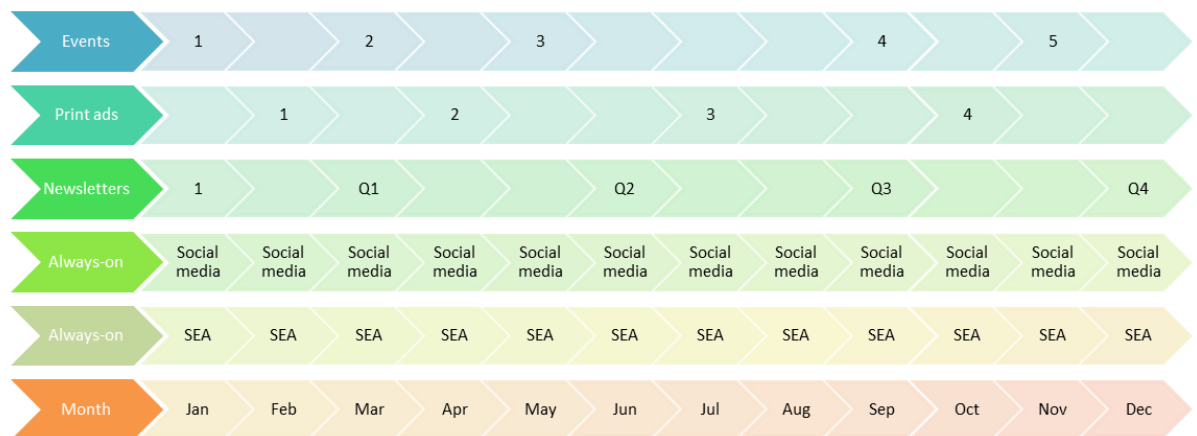 Events 1 2 3 4 5
Print ads 1 2 3 4
Newsletters 1 Q1 Q2 Q3 Q4
Always-on Social Social Social Social Social Social Social Social Social Social Social Social
media media media media media media media media media media media media
Always-on SEA SEA SEA SEA SEA SEA SEA SEA SEA SEA SEA SEA
Month Jan Feb Mar Apr May Jun Jul Aug Sep Oct Nov Dec